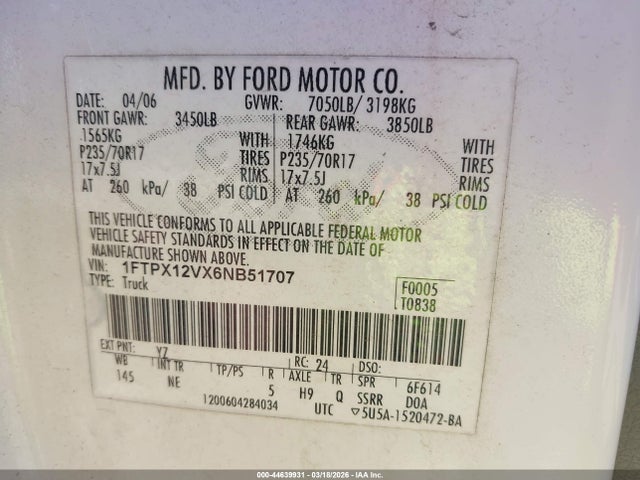 MFD. BY FORD MOTOR CO.
DATE: 04/06 GVWR: 7050LB/ 3198KG
FRONT GAWR: 3450LB REAR GAWR: 3850LB
1565KG WITH 1746KG WITH
P235/70R17 TIRES P235/70R17 TIRES
17x7.5J RIMS 17x7.5J RIMS
AT 260 kPa/ 38 PSI COLD AT 260 kPa/ 38 PSI COLD
THIS VEHICLE CONFORMS TO ALL APPLICABLE FEDERAL MOTOR
VEHICLE SAFETY STANDARDS IN EFFECT ON THE DATE OF
MANUFACTURE SHOWN ABOVE.
VIN: 1FTPX12VX6NB51707 F0005
TYPE: Truck T0838
EXT PNT: YZ RC: 24 DSO:
WB INT TR TP/PS R AXLE TR SPR 6F614
145 NE 5 H9 Q SSRR DOA
1200604284034 UTC ▽5U5A-1520472-BA
000-44639931 - 03/18/2026 - IAA Inc.